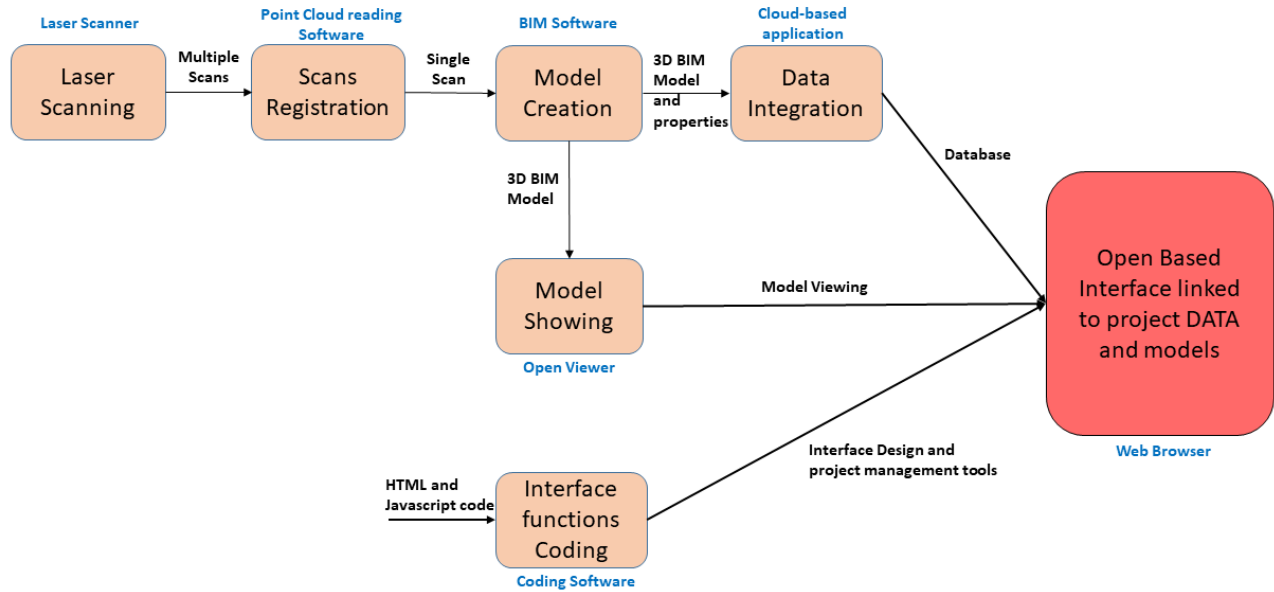 Laser Scanner
Point Cloud reading
Software
BIM Software
Cloud-based
application
Laser
Scanning
Multiple
Scans
Scans
Registration
Single
Scan
Model
Creation
3D BIM
Model
and
properties
Data
Integration
Database
3D BIM
Model
Open Based
Interface linked
to project DATA
and models
Web Browser
Model
Showing
Model Viewing
Open Viewer
Interface Design and
project management tools
HTML and
Javascript code
Interface
functions
Coding
Coding Software